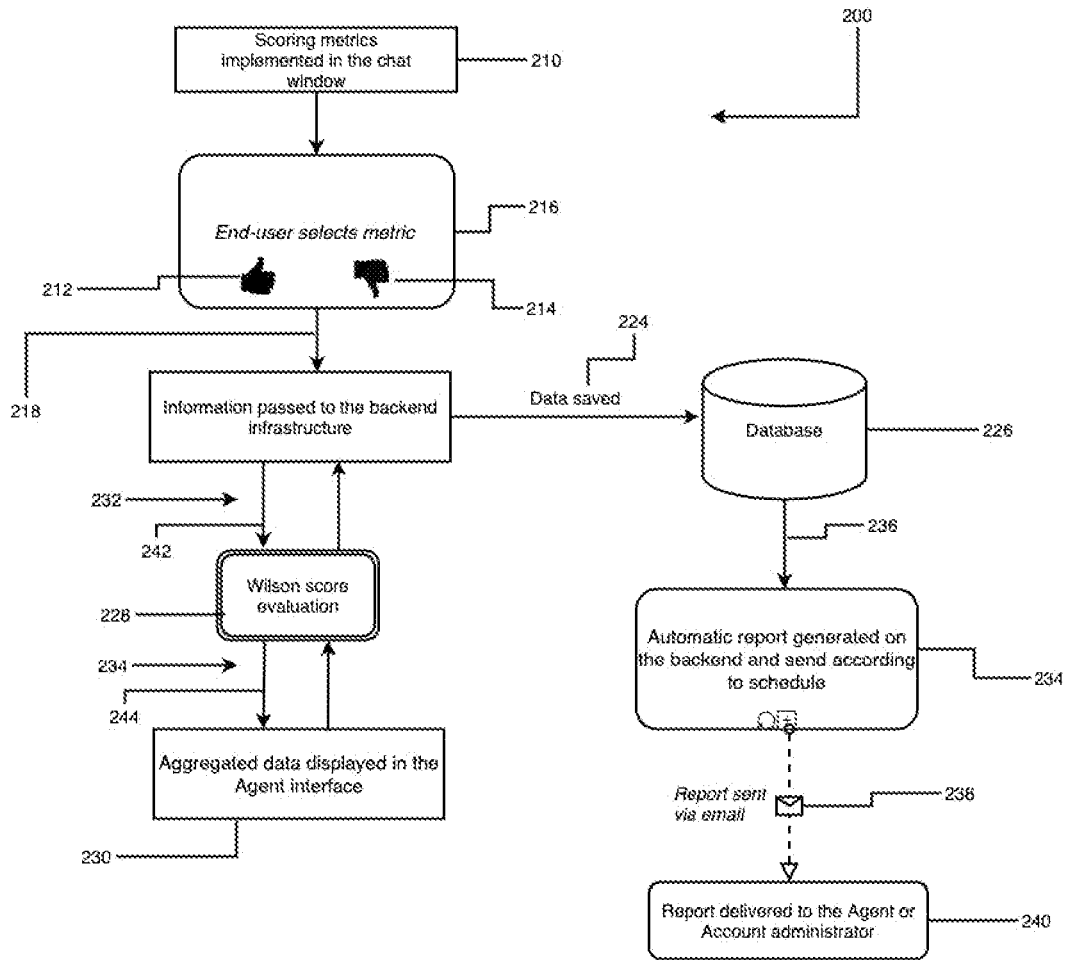 200
Scoring metrics
implemented in the chat
window
210
End-user selects metric
216
212
214
218
224
Information passed to the backend
infrastructure
Data saved
Database
226
232
242
236
Wilson score
evaluation
228
234
244
Automatic report generated on
the backend and send according
to schedule
234
Aggregated data displayed in the
Agent interface
230
Report sent
via email
238
Report delivered to the Agent or
Account administrator
240